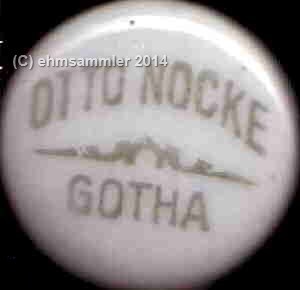 (C) ehmsammler 2014
OTTO NOCKE
GOTHA